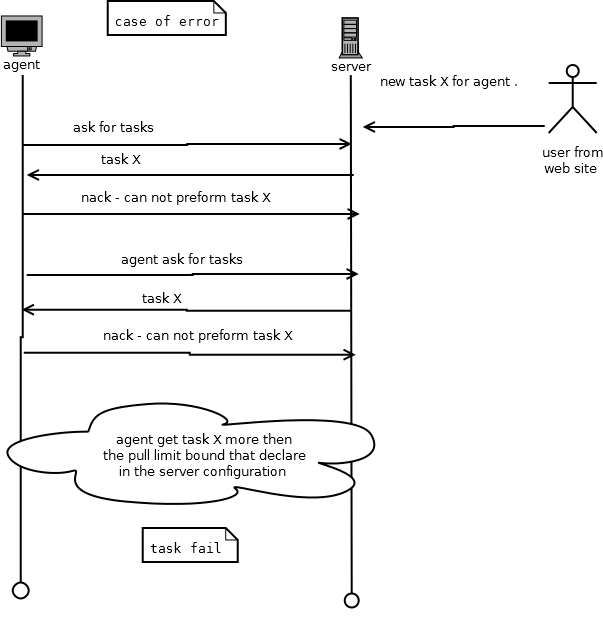 case of error
agent
server
new task X for agent .
ask for tasks
user from
web site
task X
nack - can not preform task X
agent ask for tasks
task X
nack - can not preform task X
agent get task X more then
the pull limit bound that declare
in the server configuration
task fail